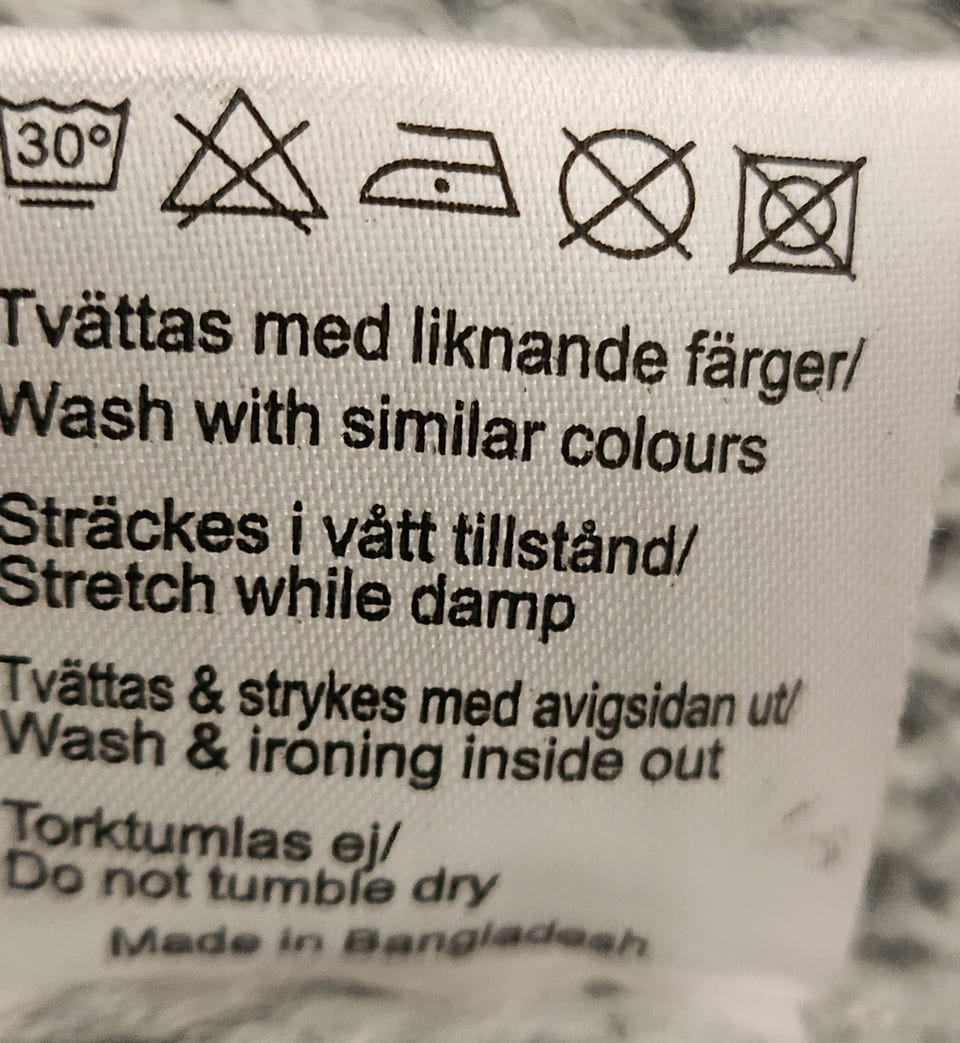 30°
Tvättas med liknande färger/
Wash with similar colours
Sträckes i vått tillstånd/
Stretch while damp
Tvättas & strykes med avigsidan ut/
Wash & ironing inside out
Torktumlas ej/
Do not tumble dry
Made in Bangladesh